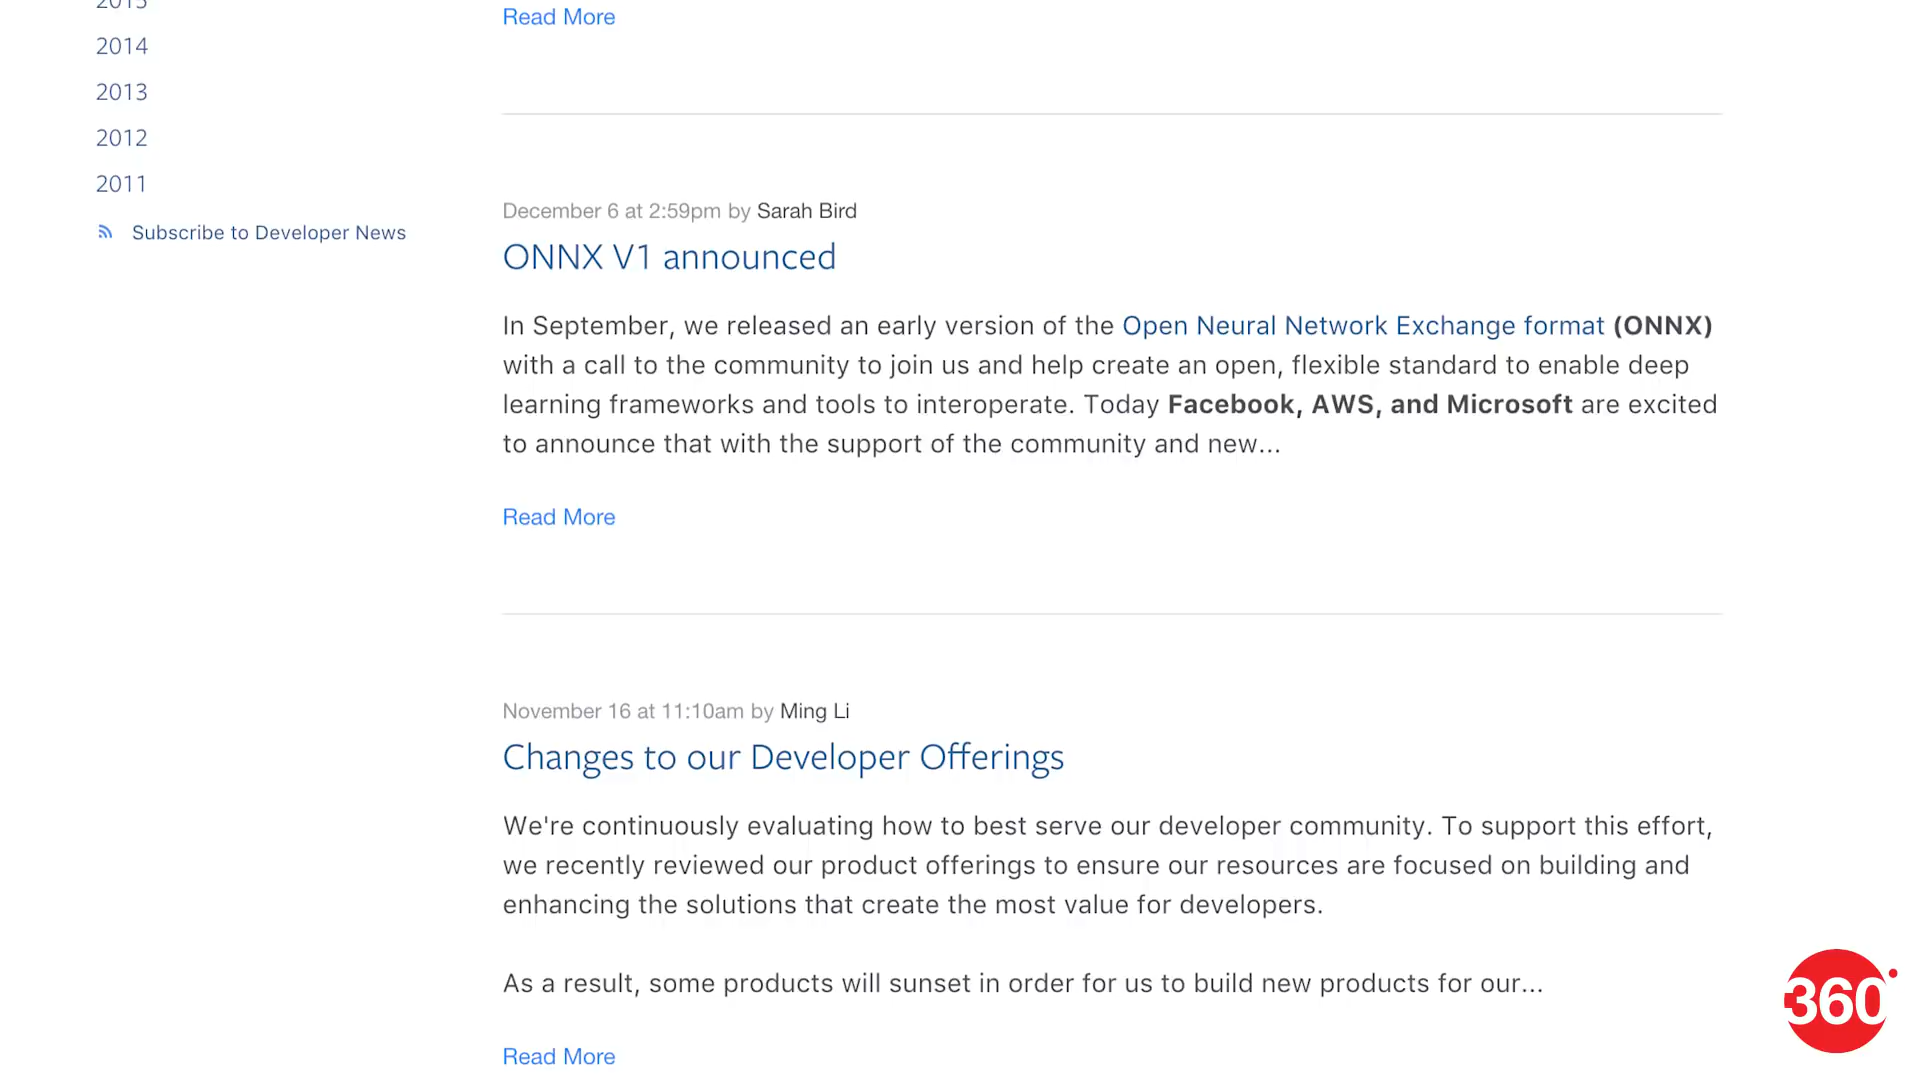 2015
Read More
2014
2013
2012
2011
Subscribe to Developer News
December 6 at 2:59pm by Sarah Bird
ONNX V1 announced
In September, we released an early version of the Open Neural Network Exchange format (ONNX)
with a call to the community to join us and help create an open, flexible standard to enable deep
learning frameworks and tools to interoperate. Today Facebook, AWS, and Microsoft are excited
to announce that with the support of the community and new...
Read More
November 16 at 11:10am by Ming Li
Changes to our Developer Offerings
We're continuously evaluating how to best serve our developer community. To support this effort,
we recently reviewed our product offerings to ensure our resources are focused on building and
enhancing the solutions that create the most value for developers.
As a result, some products will sunset in order for us to build new products for our...
Read More
360